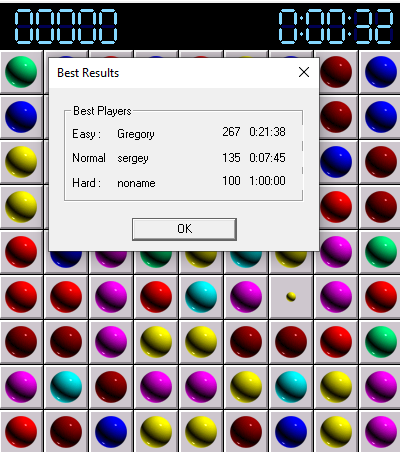 00000 0:00:32
Best Results
Best Players
Easy : Gregory 267 0:21:38
Normal sergey 135 0:07:45
Hard : noname 100 1:00:00
OK